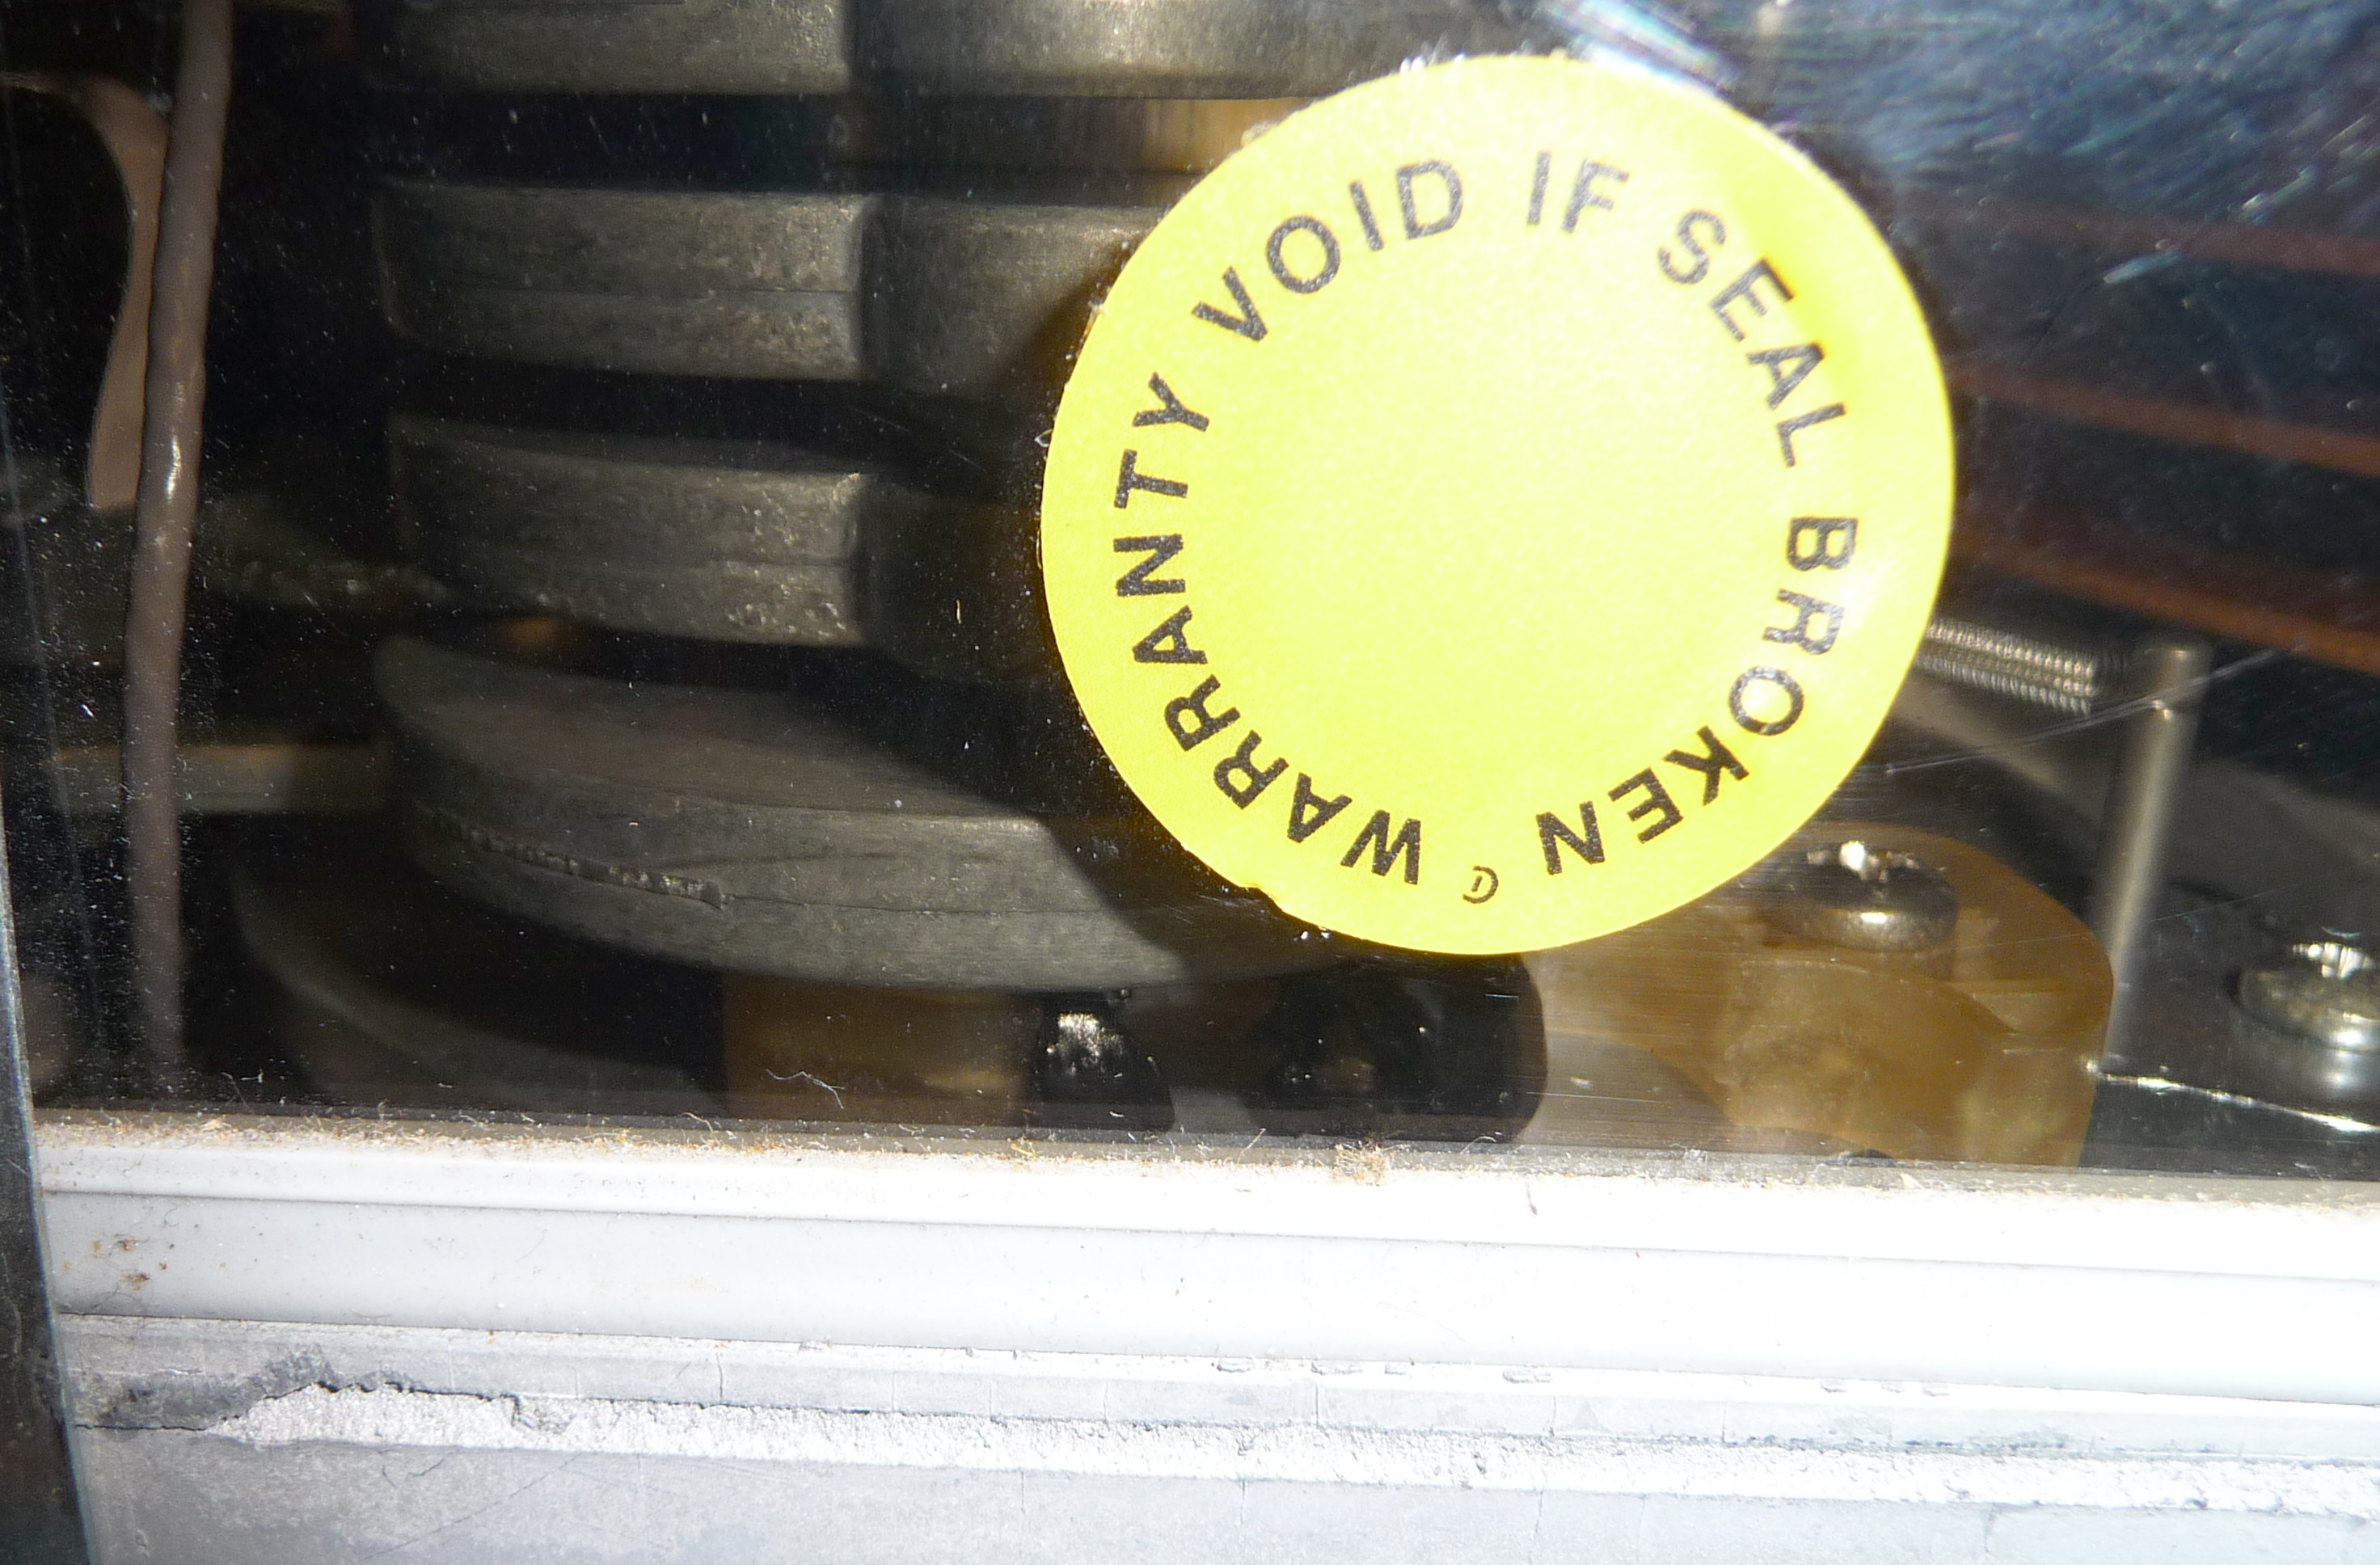 WARRANTY VOID IF SEAL BROKEN